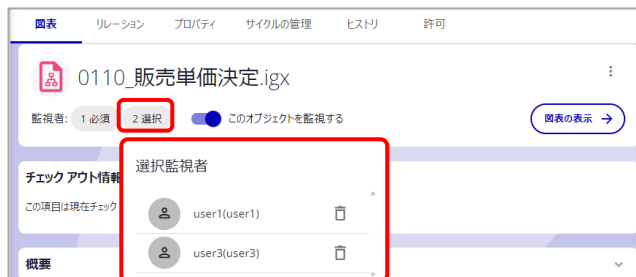 図表 リレーション プロパティ サイクルの管理 ヒストリ 許可
0110_販売単価決定.igx
監視者: 1 必須 2 選択 このオブジェクトを監視する 図表の表示
選択監視者
チェック アウト情報
この項目は現在チェック
user1(user1)
user3(user3)
概要